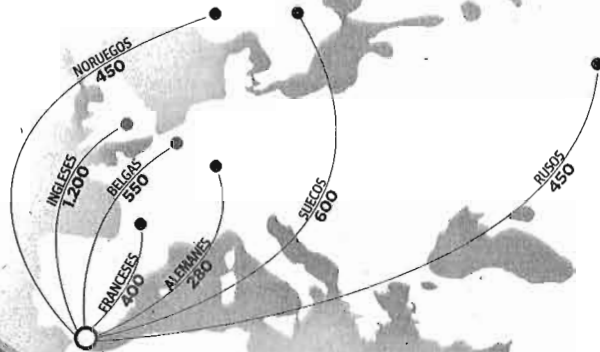 NORUEGOS
450
INGLESES
1.200
BELGAS
550
FRANCESES
400
ALEMANES
280
SUECOS
600
RUSOS
450